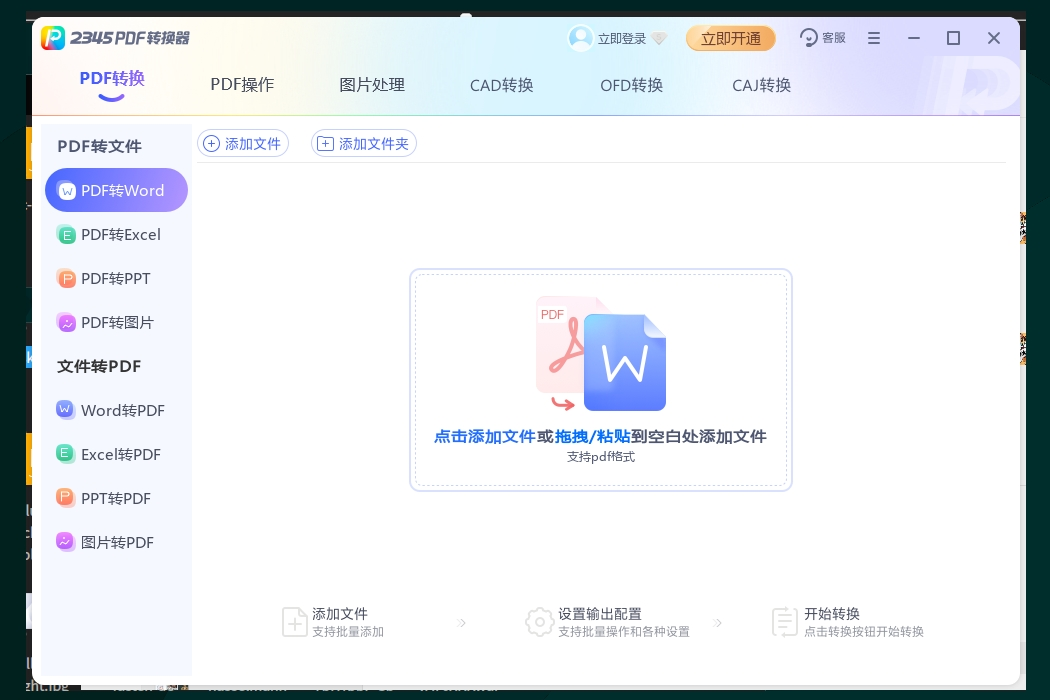 2345PDF转换器
立即登录
立即开通
客服
PDF转换
PDF操作
图片处理
CAD转换
OFD转换
CAJ转换
PDF转文件
添加文件
添加文件夹
PDF转Word
PDF转Excel
PDF转PPT
PDF转图片
文件转PDF
Word转PDF
Excel转PDF
PPT转PDF
图片转PDF
PDF
W
点击添加文件或拖拽/粘贴到空白处添加文件
支持pdf格式
添加文件
支持批量添加
设置输出配置
支持批量操作和各种设置
开始转换
点击转换按钮开始转换